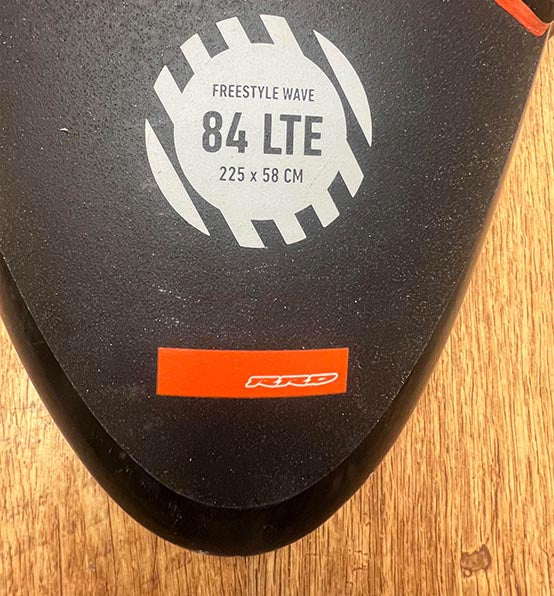 FREESTYLE WAVE
84 LTE
225 x 58 CM
RRD